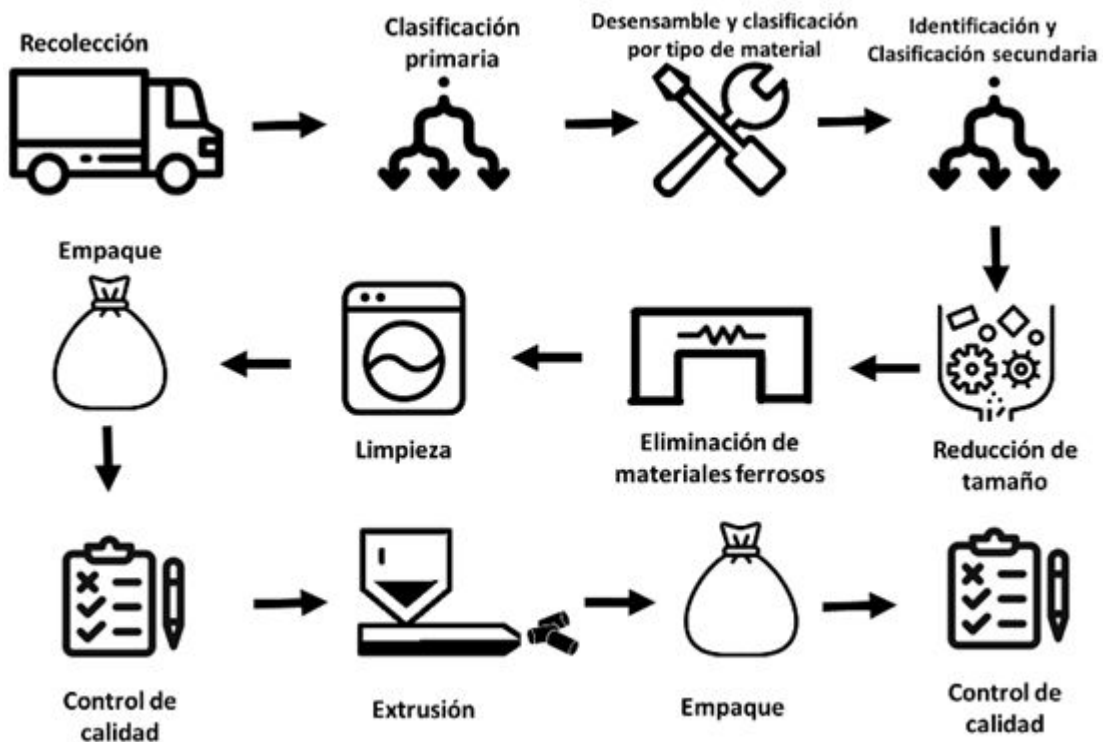 Recolección
Clasificación
primaria
Desensamble y clasificación
por tipo de material
Identificación y
Clasificación secundaria
Empaque
Limpieza
Eliminación de
materiales ferrosos
Reducción de
tamaño
Control de
calidad
Extrusión
Empaque
Control de
calidad